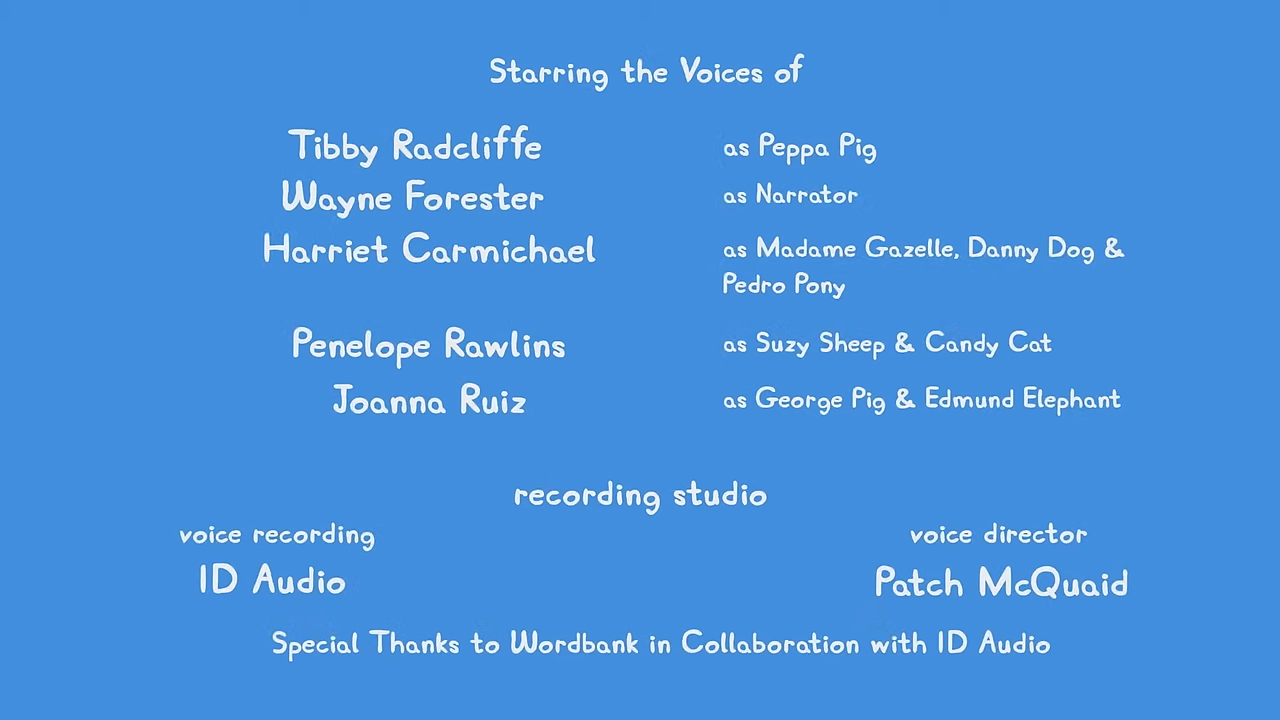 Starring the Voices of
Tibby Radcliffe as Peppa Pig
Wayne Forester as Narrator
Harriet Carmichael as Madame Gazelle, Danny Dog &
Pedro Pony
Penelope Rawlins as Suzy Sheep & Candy Cat
Joanna Ruiz as George Pig & Edmund Elephant
recording studio
voice recording voice director
ID Audio Patch McQuaid
Special Thanks to Wordbank in Collaboration with ID Audio